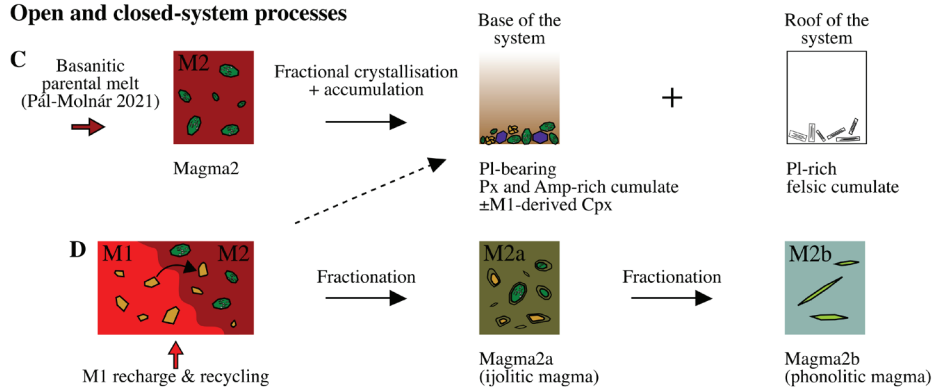 Open and closed-system processes
C
Basanitic
parental melt
(Pál-Molnár 2021)
M2
Magma2
Fractional crystallisation
+ accumulation
Base of the
system
Pl-bearing
Px and Amp-rich cumulate
±M1-derived Cpx
+
Roof of the
system
Pl-rich
felsic cumulate
D
M1
M2
M1 recharge & recycling
Fractionation
M2a
Magma2a
(ijolitic magma)
Fractionation
M2b
Magma2b
(phonolitic magma)